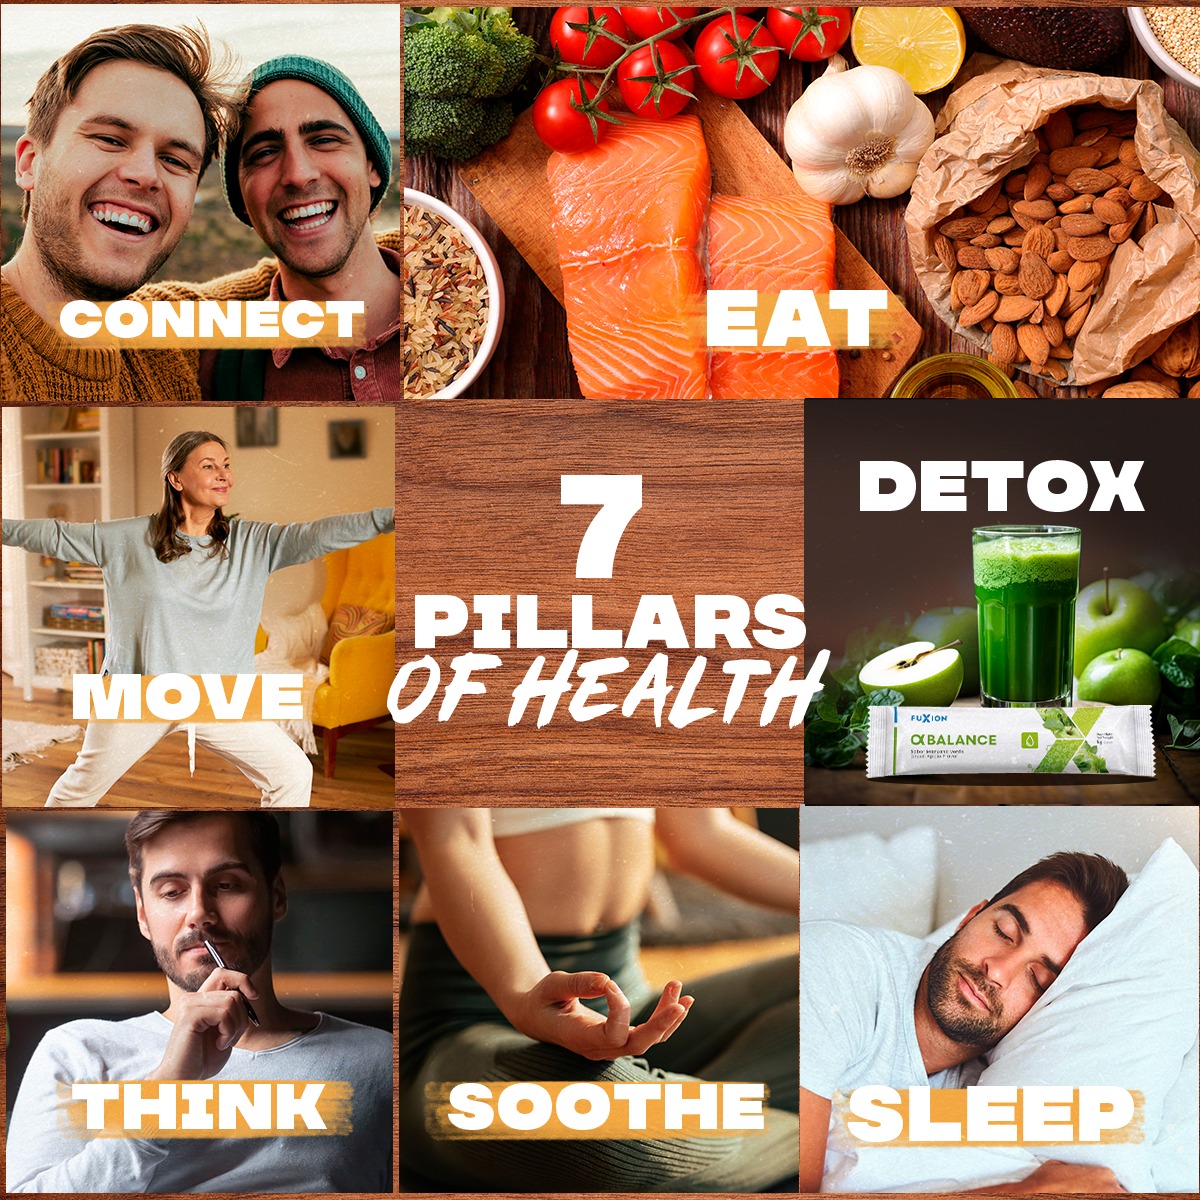 CONNECT
EAT
MOVE
7
PILLARS
OF HEALTH
DETOX
FUXION
αBALANCE
THINK
SOOTHE
SLEEP